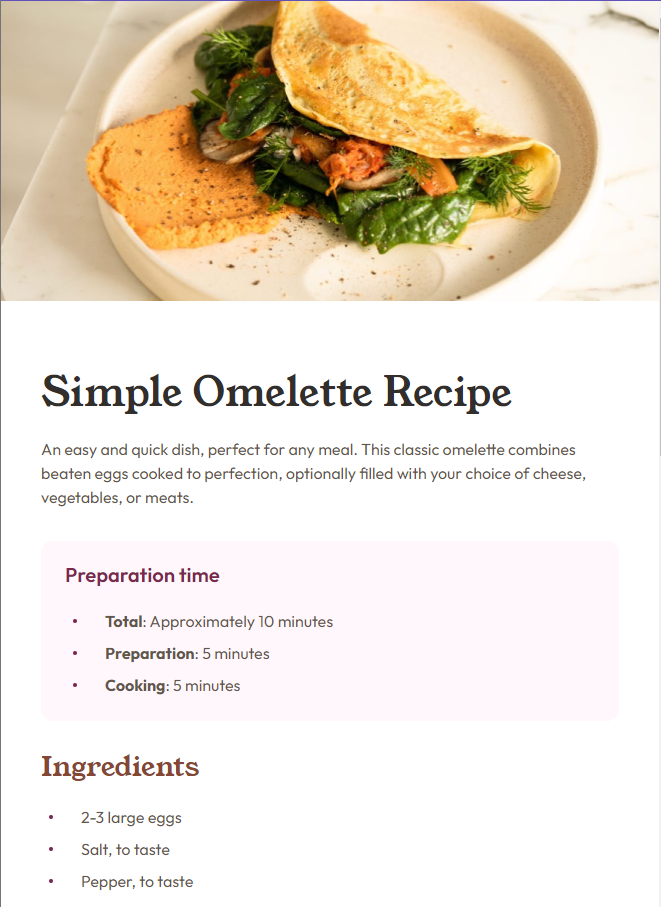 Simple Omelette Recipe
An easy and quick dish, perfect for any meal. This classic omelette combines
beaten eggs cooked to perfection, optionally filled with your choice of cheese,
vegetables, or meats.
Preparation time
• Total: Approximately 10 minutes
• Preparation: 5 minutes
• Cooking: 5 minutes
Ingredients
• 2-3 large eggs
• Salt, to taste
• Pepper, to taste